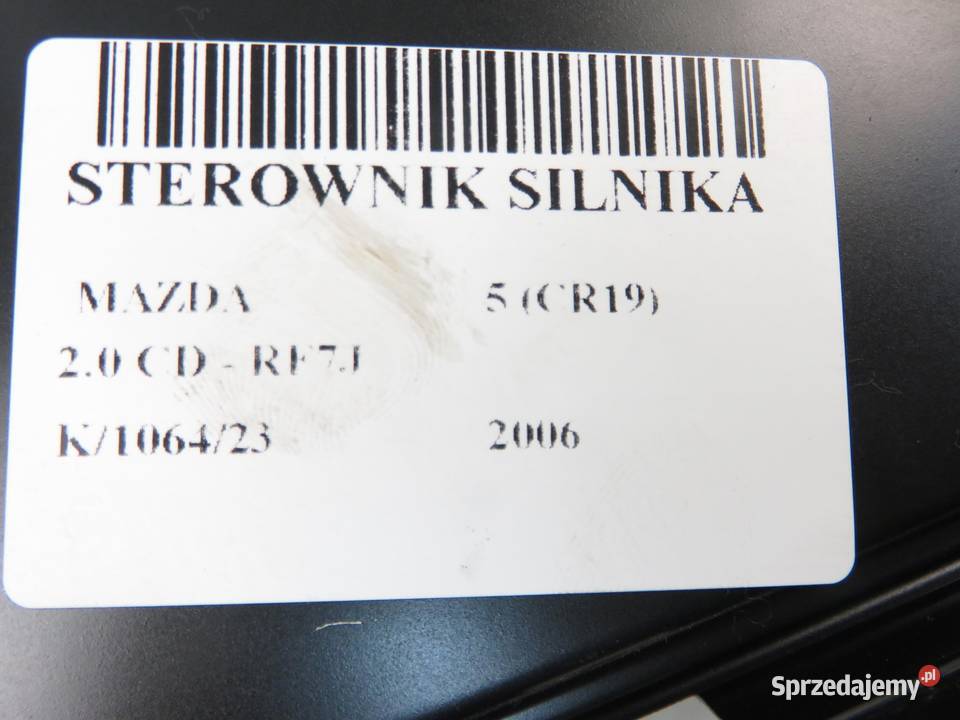 STEROWNIK SILNIKA
MAZDA 5 (CR19)
2.0 CD - RF7J
K/1064/23 2006
Sprzedajemy.pl